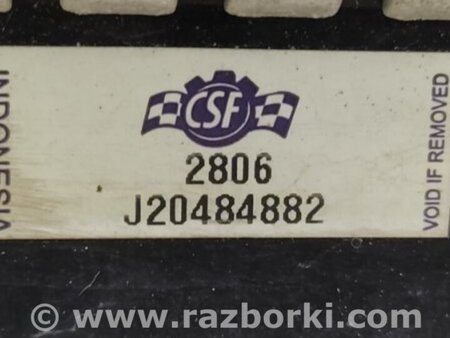 INDONESIA
CSF
2806
J20484882
VOID IF REMOVED
© www.razborki.com